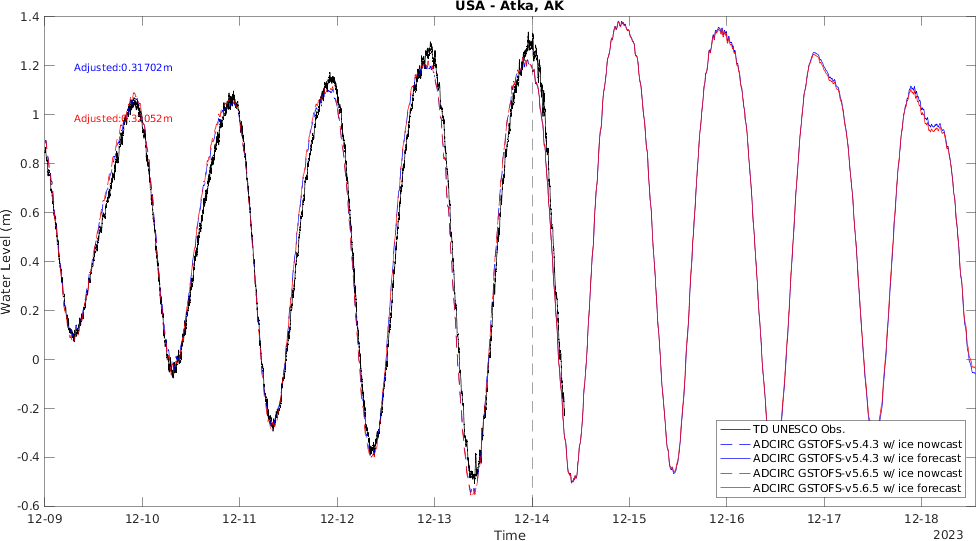 USA - Atka, AK
1.4
1.2
1
0.8
0.6
0.4
0.2
0
-0.2
-0.4
-0.6
Water Level (m)
Adjusted:0.31702m
Adjusted:0.32052m
TD UNESCO Obs.
ADCIRC GSTOFS-v5.4.3 w/ ice nowcast
ADCIRC GSTOFS-v5.4.3 w/ ice forecast
ADCIRC GSTOFS-v5.6.5 w/ ice nowcast
ADCIRC GSTOFS-v5.6.5 w/ ice forecast
12-09 12-10 12-11 12-12 12-13 12-14 12-15 12-16 12-17 12-18
Time
2023